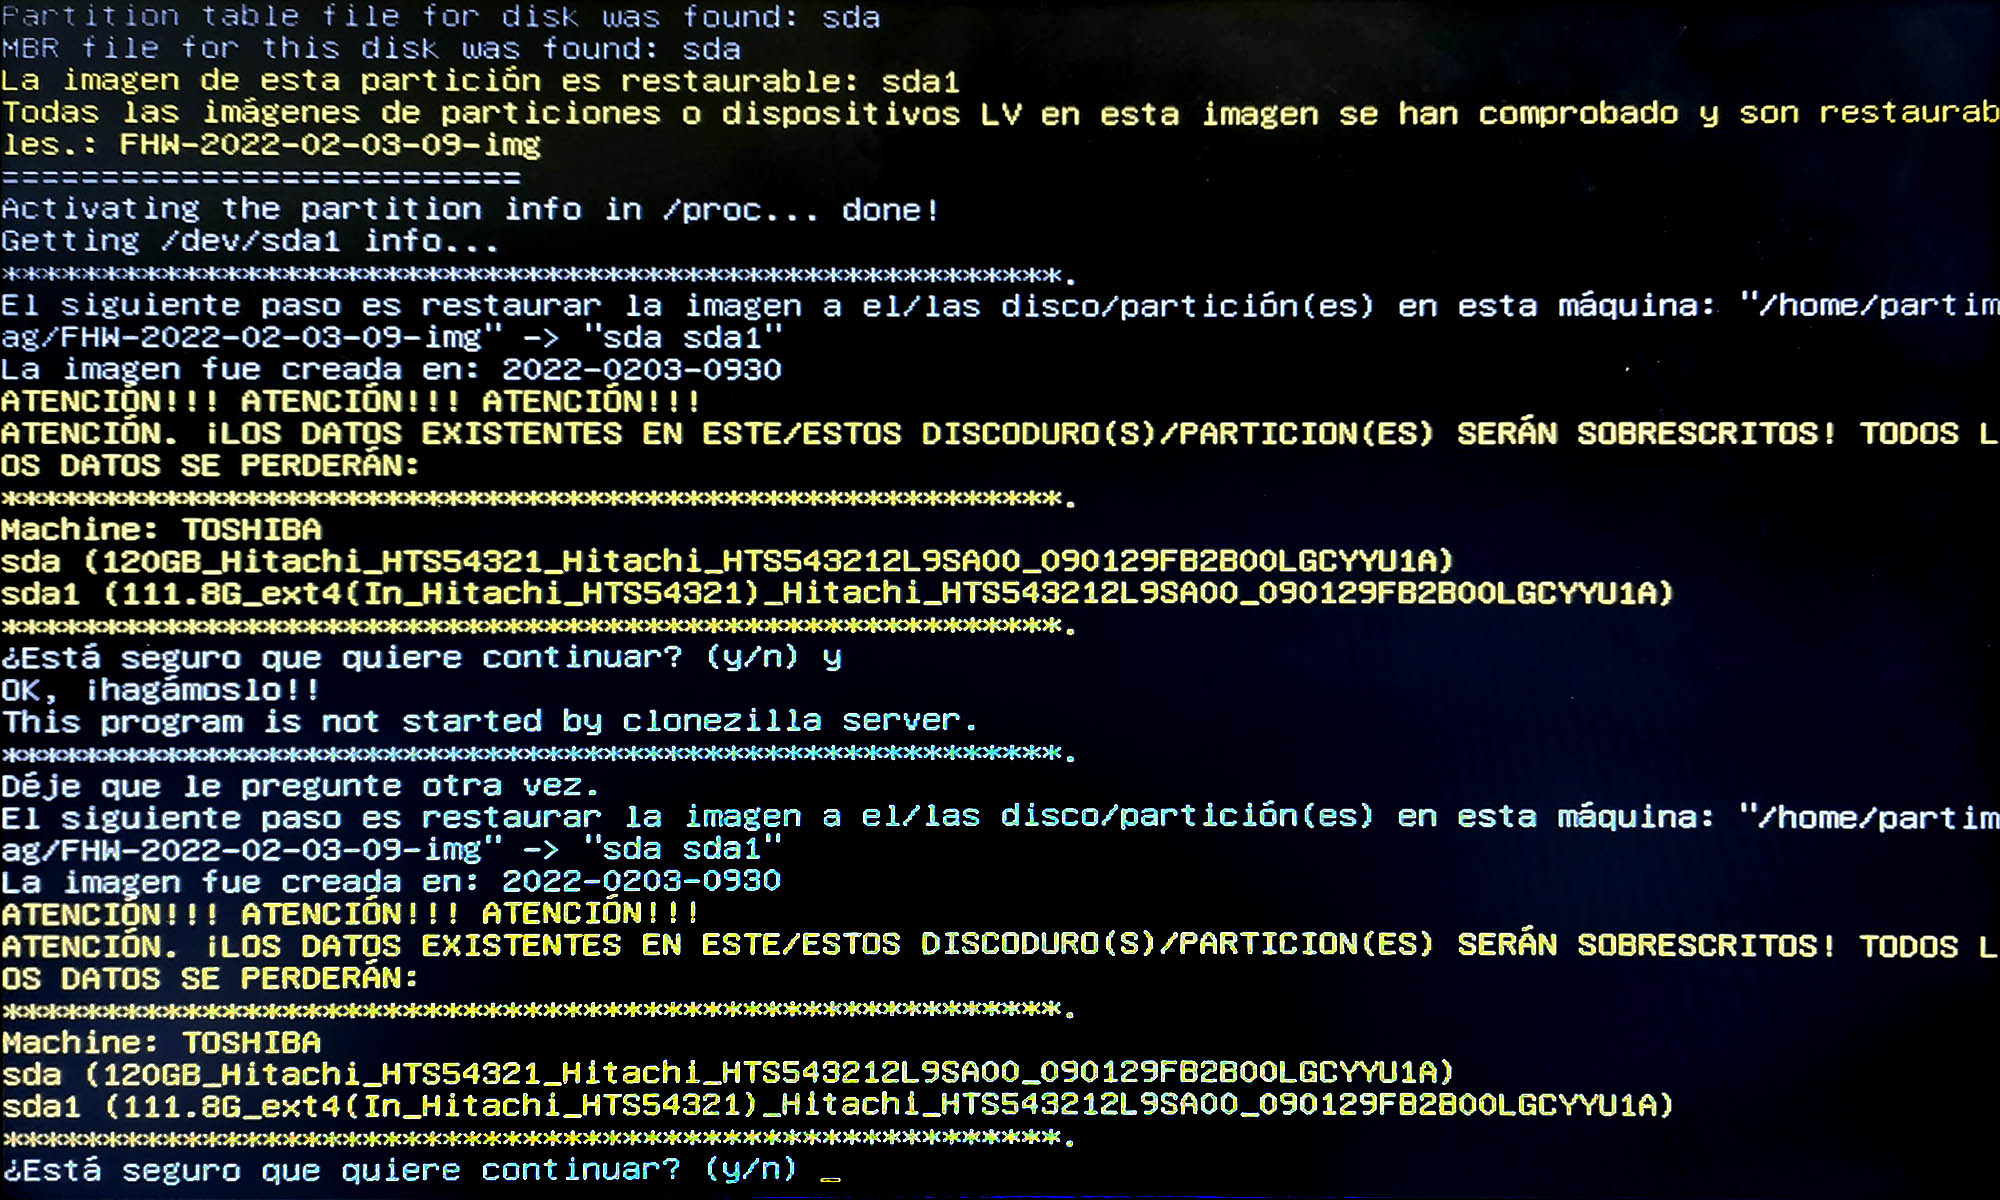 Partition table file for disk was found: sda
MBR file for this disk was found: sda
La imagen de esta partición es restaurable: sda1
Todas las imágenes de particiones o dispositivos LV en esta imagen se han comprobado y son restaurab
les.: FHW-2022-02-03-09-img
==========================
Activating the partition info in /proc... done!
Getting /dev/sda1 info...
*****************************************************.
El siguiente paso es restaurar la imagen a el/las disco/partición(es) en esta máquina: "/home/partim
ag/FHW-2022-02-03-09-img" -> "sda sda1"
La imagen fue creada en: 2022-0203-0930
ATENCIÓN!!! ATENCIÓN!!! ATENCIÓN!!!
ATENCIÓN. ¡LOS DATOS EXISTENTES EN ESTE/ESTOS DISCODURO(S)/PARTICION(ES) SERÁN SOBRESCRITOS! TODOS L
OS DATOS SE PERDERÁN:
*****************************************************.
Machine: TOSHIBA
sda (120GB_Hitachi_HTS54321_Hitachi_HTS543212L9SA00_090129FB2B00LGCYYU1A)
sda1 (111.8G_ext4(In_Hitachi_HTS54321)_Hitachi_HTS543212L9SA00_090129FB2B00LGCYYU1A)
*****************************************************.
¿Está seguro que quiere continuar? (y/n) y
OK, ¡hagámoslo!!
This program is not started by clonezilla server.
*****************************************************.
Déje que le pregunte otra vez.
El siguiente paso es restaurar la imagen a el/las disco/partición(es) en esta máquina: "/home/partim
ag/FHW-2022-02-03-09-img" -> "sda sda1"
La imagen fue creada en: 2022-0203-0930
ATENCIÓN!!! ATENCIÓN!!! ATENCIÓN!!!
ATENCIÓN. ¡LOS DATOS EXISTENTES EN ESTE/ESTOS DISCODURO(S)/PARTICION(ES) SERÁN SOBRESCRITOS! TODOS L
OS DATOS SE PERDERÁN:
*****************************************************.
Machine: TOSHIBA
sda (120GB_Hitachi_HTS54321_Hitachi_HTS543212L9SA00_090129FB2B00LGCYYU1A)
sda1 (111.8G_ext4(In_Hitachi_HTS54321)_Hitachi_HTS543212L9SA00_090129FB2B00LGCYYU1A)
*****************************************************.
¿Está seguro que quiere continuar? (y/n) _